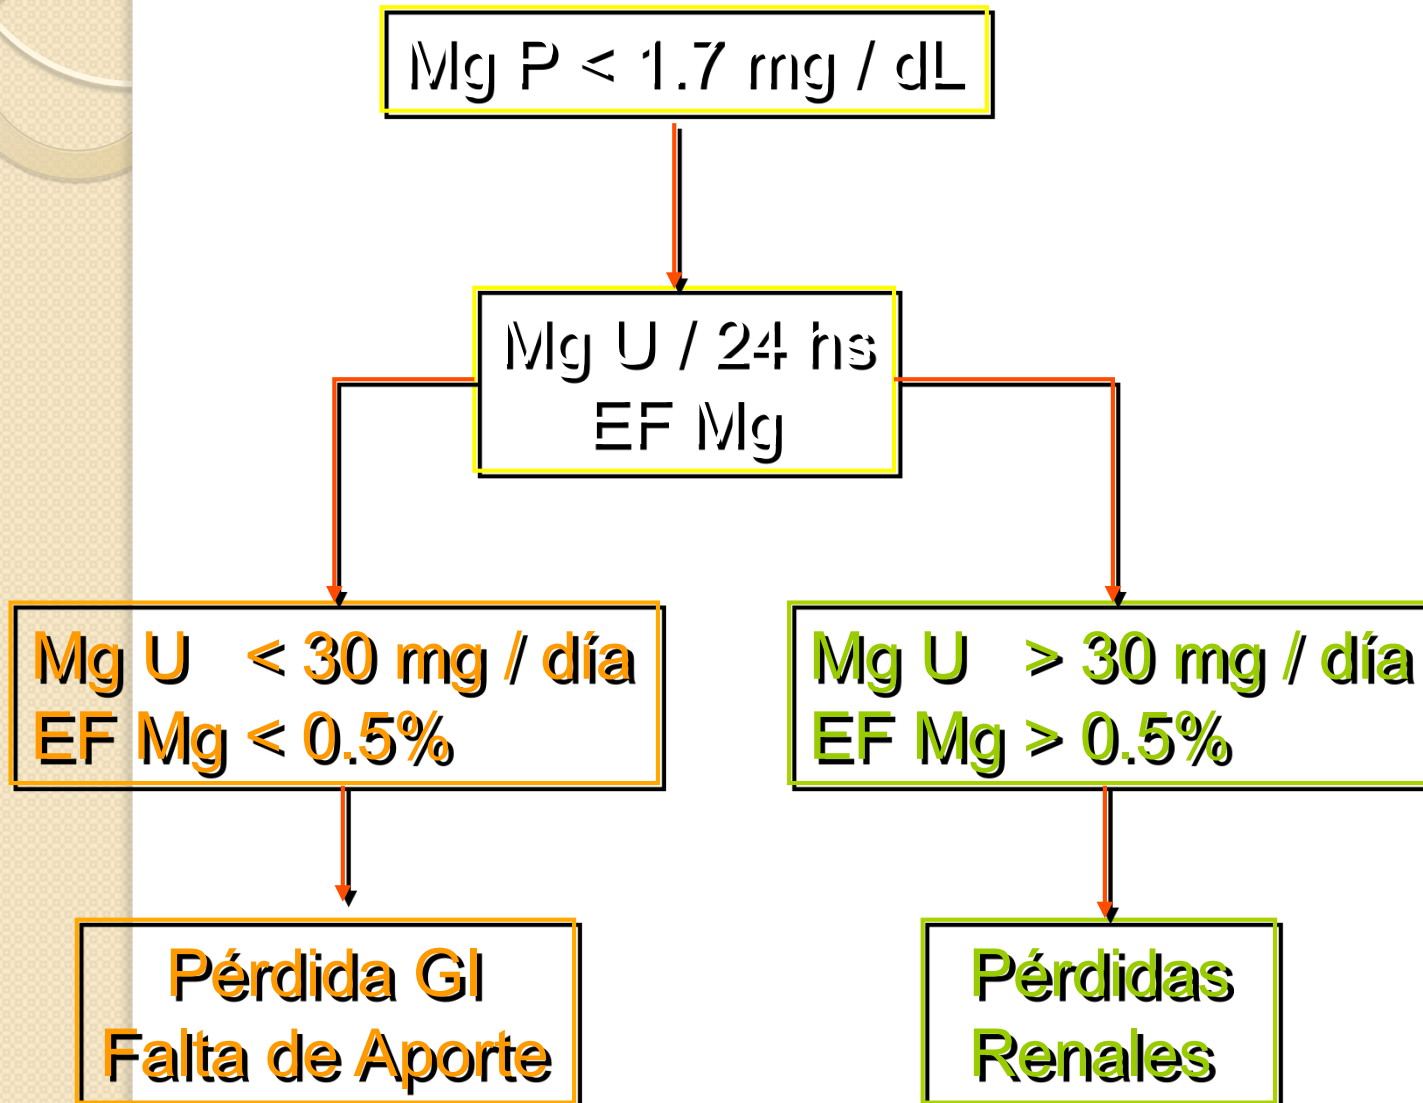 Mg P < 1.7 mg / dL
Mg U / 24 hs
EF Mg
Mg U < 30 mg / día
EF Mg < 0.5%
Mg U > 30 mg / día
EF Mg > 0.5%
Pérdida GI
Falta de Aporte
Pérdidas
Renales